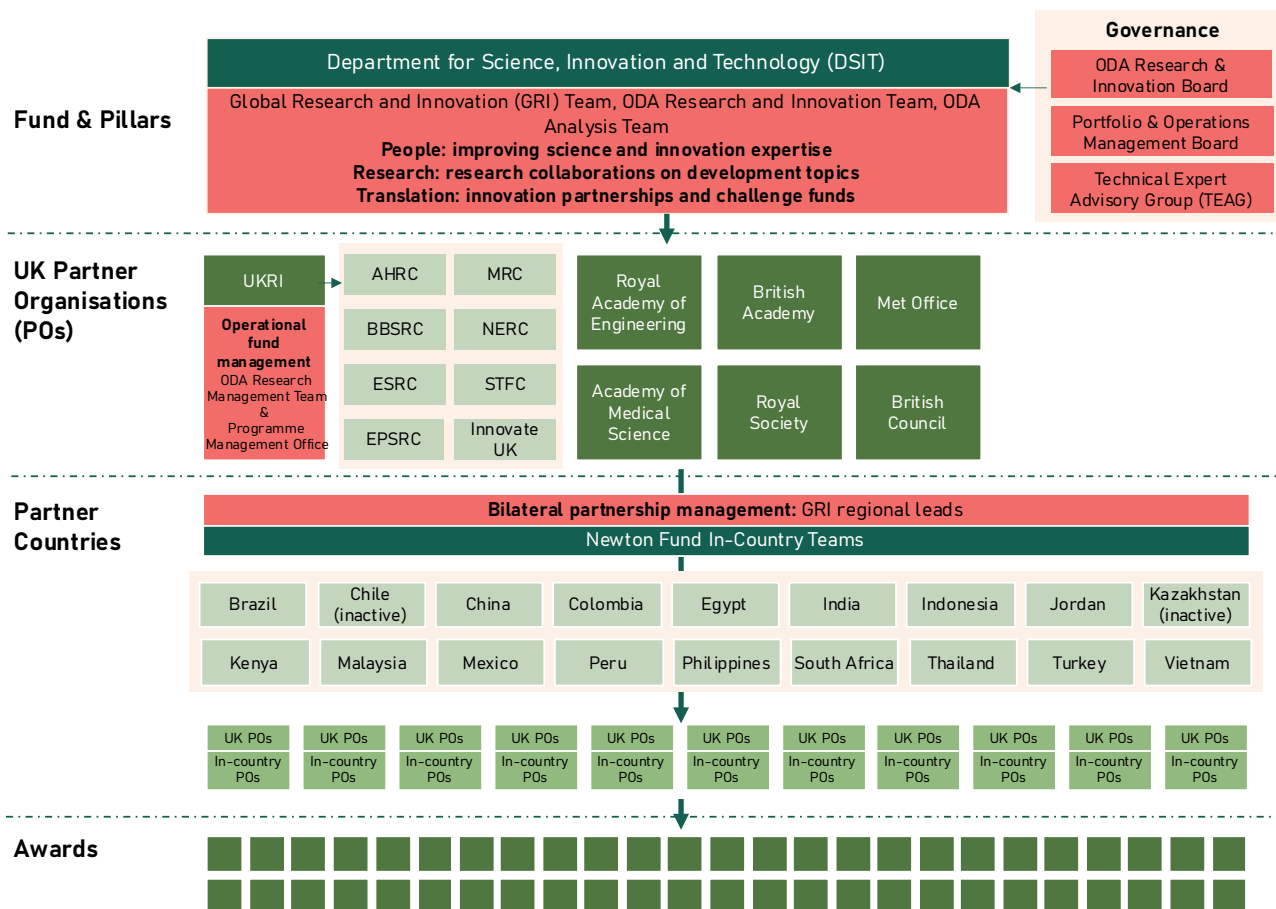 Governance
ODA Research &
Innovation Board
Portfolio & Operations
Management Board
Technical Expert
Advisory Group (TEAG)
Fund & Pillars
Department for Science, Innovation and Technology (DSIT)
Global Research and Innovation (GRI) Team, ODA Research and Innovation Team, ODA
Analysis Team
People: improving science and innovation expertise
Research: research collaborations on development topics
Translation: innovation partnerships and challenge funds
UK Partner
Organisations
(POs)
UKRI
Operational
fund
management
ODA Research
Management Team
&
Programme
Management Office
AHRC
MRC
BBSRC
NERC
ESRC
STFC
EPSRC
Innovate
UK
Royal
Academy of
Engineering
British
Academy
Met Office
Academy of
Medical
Science
Royal
Society
British
Council
Partner
Countries
Bilateral partnership management: GRI regional leads
Newton Fund In-Country Teams
Brazil
Chile
(inactive)
China
Colombia
Egypt
India
Indonesia
Jordan
Kazakhstan
(inactive)
Kenya
Malaysia
Mexico
Peru
Philippines
South Africa
Thailand
Turkey
Vietnam
UK POs
In-country
POs
UK POs
In-country
POs
UK POs
In-country
POs
UK POs
In-country
POs
UK POs
In-country
POs
UK POs
In-country
POs
UK POs
In-country
POs
UK POs
In-country
POs
UK POs
In-country
POs
UK POs
In-country
POs
UK POs
In-country
POs
Awards